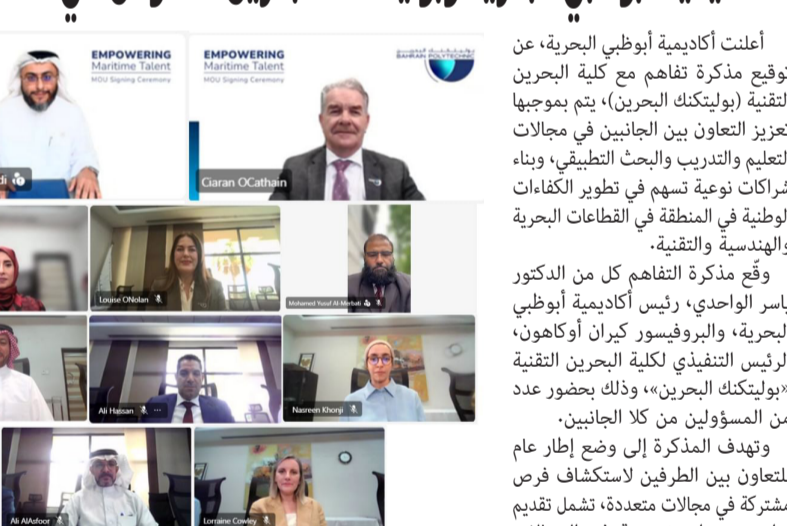 أعلنت أكاديمية أبوظبي البحرية، عن
توقيع مذكرة تفاهم مع كلية البحرين
التقنية (بوليتكنك البحرين)، يتم بموجبها
تعزيز التعاون بين الجانبين في مجالات
التعليم والتدريب والبحث التطبيقي، وبناء
شراكات نوعية تسهم في تطوير الكفاءات
الوطنية في المنطقة في القطاعات البحرية
والهندسية والتقنية.
وقّع مذكرة التفاهم كل من الدكتور
ياسر الواحدي، رئيس أكاديمية أبوظبي
البحرية، والبروفيسور كيران أوكاهون،
الرئيس التنفيذي لكلية البحرين التقنية
«بوليتكنك البحرين»، وذلك بحضور عدد
من المسؤولين من كلا الجانبين.
وتهدف المذكرة إلى وضع إطار عام
للتعاون بين الطرفين لاستكشاف فرص
مشتركة في مجالات متعددة، تشمل تقديم
EMPOWERING
Maritime Talent
MOU Signing Ceremony
EMPOWERING
Maritime Talent
MOU Signing Ceremony
BAHRAIN POLYTECHNIC
di
Ciaran OCathain
Louise ONolan
Mohamed Yusuf Al-Merbati
Ali Hassan
Nasreen Khonji
Ali AlAsfoor
Lorraine Cowley